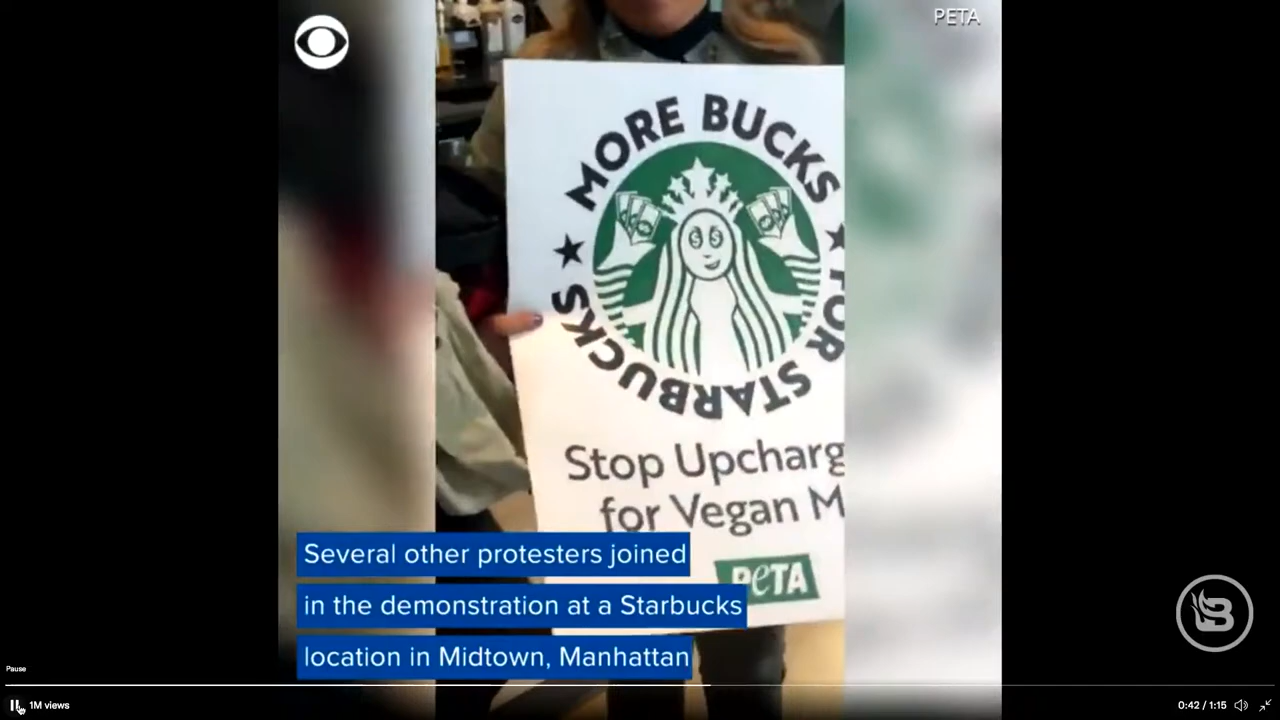 PETA
MORE BUCKS
FOR
STARBUCKS
Stop Upcharg
for Vegan M
PETA
Several other protesters joined
in the demonstration at a Starbucks
location in Midtown, Manhattan
B
Pause
1M views
0:42 / 1:15